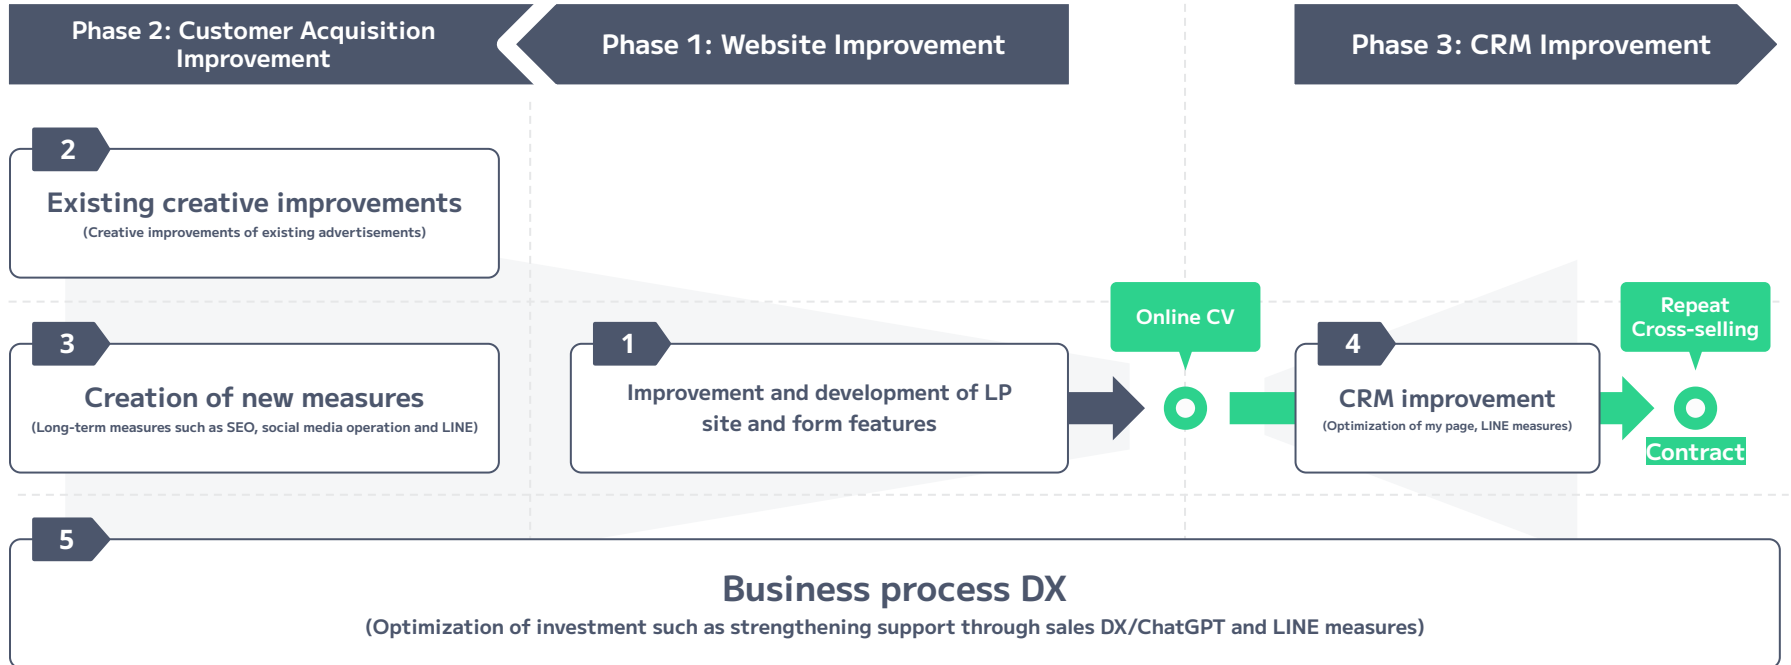 Phase 2: Customer Acquisition
Improvement
Phase 1: Website Improvement
Phase 3: CRM Improvement
2
Existing creative improvements
(Creative improvements of existing advertisements)
3
Creation of new measures
(Long-term measures such as SEO, social media operation and LINE)
1
Improvement and development of LP
site and form features
Online CV
4
CRM improvement
(Optimization of my page, LINE measures)
Repeat
Cross-selling
Contract
5
Business process DX
(Optimization of investment such as strengthening support through sales DX/ChatGPT and LINE measures)